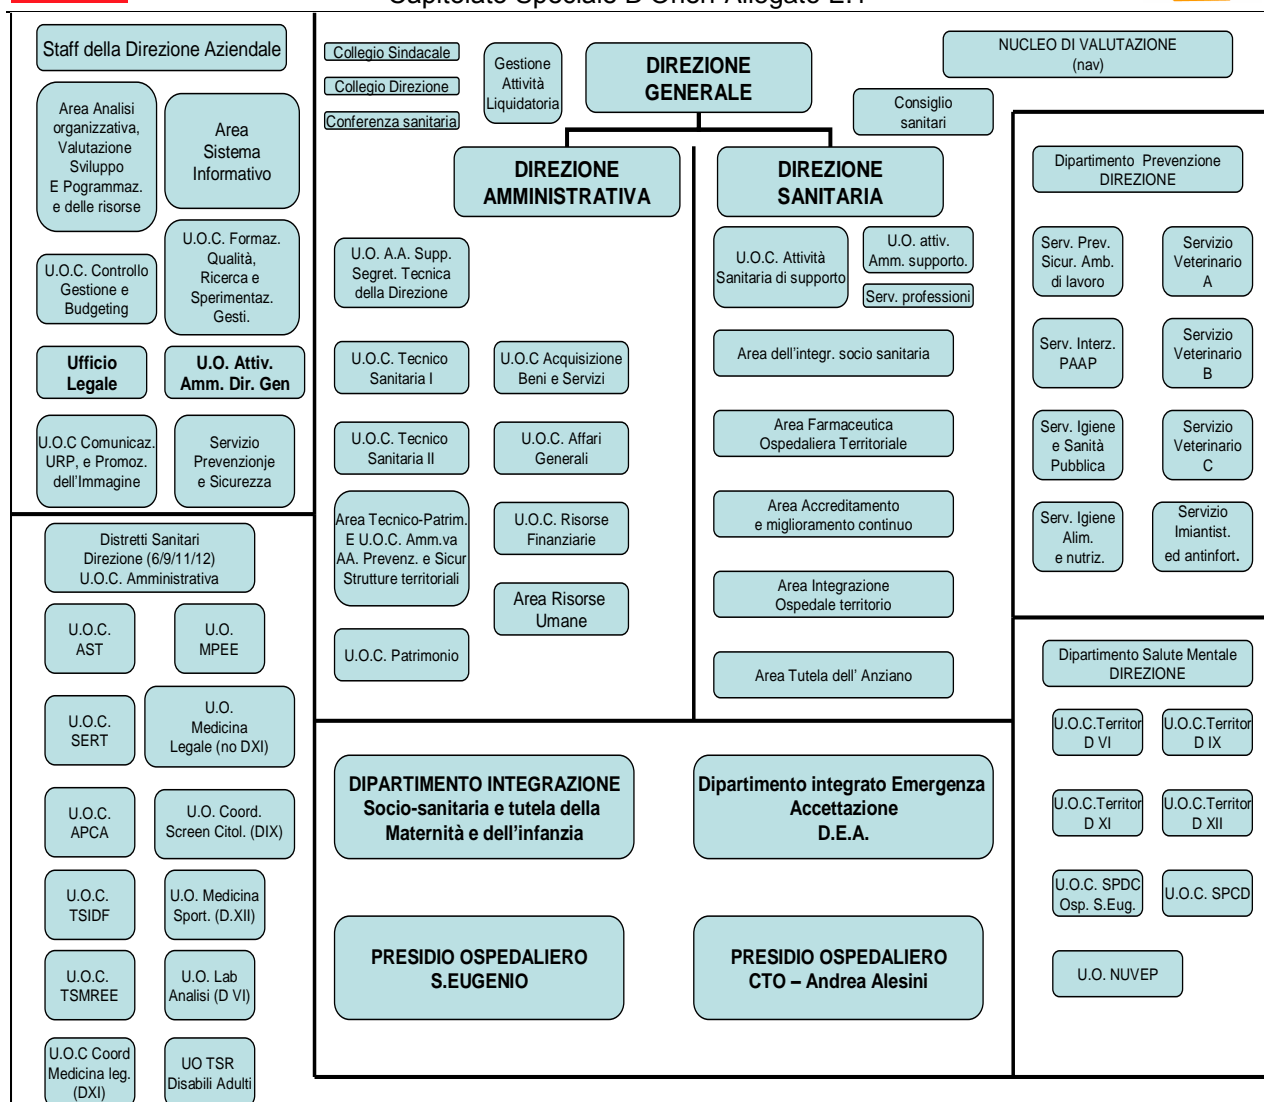 Capitolato Speciale D'Oneri Allegato E.1
Staff della Direzione Aziendale
Area Analisi
organizzativa,
Valutazione
Sviluppo
E Pogrammaz.
e delle risorse
Area
Sistema
Informativo
U.O.C. Controllo
Gestione e
Budgeting
U.O.C. Formaz.
Qualità,
Ricerca e
Sperimentaz.
Gesti.
Ufficio
Legale
U.O. Attiv.
Amm. Dir. Gen
U.O.C Comunicaz.
URP, e Promoz.
dell'Immagine
Servizio
Prevenzionje
e Sicurezza
Collegio Sindacale
Collegio Direzione
Conferenza sanitaria
Gestione
Attività
Liquidatoria
DIREZIONE
GENERALE
NUCLEO DI VALUTAZIONE
(nav)
Consiglio
sanitari
DIREZIONE
AMMINISTRATIVA
DIREZIONE
SANITARIA
U.O. A.A. Supp.
Segret. Tecnica
della Direzione
U.O.C. Tecnico
Sanitaria I
U.O.C Acquisizione
Beni e Servizi
U.O.C. Tecnico
Sanitaria II
U.O.C. Affari
Generali
Area Tecnico-Patrim.
E U.O.C. Amm.va
AA. Prevenz. e Sicur
Strutture territoriali
U.O.C. Risorse
Finanziarie
Area Risorse
Umane
U.O.C. Patrimonio
U.O.C. Attività
Sanitaria di supporto
U.O. attiv.
Amm. supporto.
Serv. professioni
Area dell'integr. socio sanitaria
Area Farmaceutica
Ospedaliera Territoriale
Area Accreditamento
e miglioramento continuo
Area Integrazione
Ospedale territorio
Area Tutela dell' Anziano
Dipartimento Prevenzione
DIREZIONE
Serv. Prev.
Sicur. Amb.
di lavoro
Servizio
Veterinario
A
Serv. Interz.
PAAP
Servizio
Veterinario
B
Serv. Igiene
e Sanità
Pubblica
Servizio
Veterinario
C
Serv. Igiene
Alim.
e nutriz.
Servizio
Imiantist.
ed antinfort.
Distretti Sanitari
Direzione (6/9/11/12)
U.O.C. Amministrativa
U.O.C.
AST
U.O.
MPEE
U.O.C.
SERT
U.O.
Medicina
Legale (no DXI)
U.O.C.
APCA
U.O. Coord.
Screen Citol. (DIX)
U.O.C.
TSIDF
U.O. Medicina
Sport. (D.XII)
U.O.C.
TSMREE
U.O. Lab
Analisi (D VI)
U.O.C Coord
Medicina leg.
(DXI)
UO TSR
Disabili Adulti
DIPARTIMENTO INTEGRAZIONE
Socio-sanitaria e tutela della
Maternità e dell'infanzia
Dipartimento integrato Emergenza
Accettazione
D.E.A.
PRESIDIO OSPEDALIERO
S.EUGENIO
PRESIDIO OSPEDALIERO
CTO – Andrea Alesini
Dipartimento Salute Mentale
DIREZIONE
U.O.C.Territor
D VI
U.O.C.Territor
D IX
U.O.C.Territor
D XI
U.O.C.Territor
D XII
U.O.C. SPDC
Osp. S.Eug.
U.O.C. SPCD
U.O. NUVEP